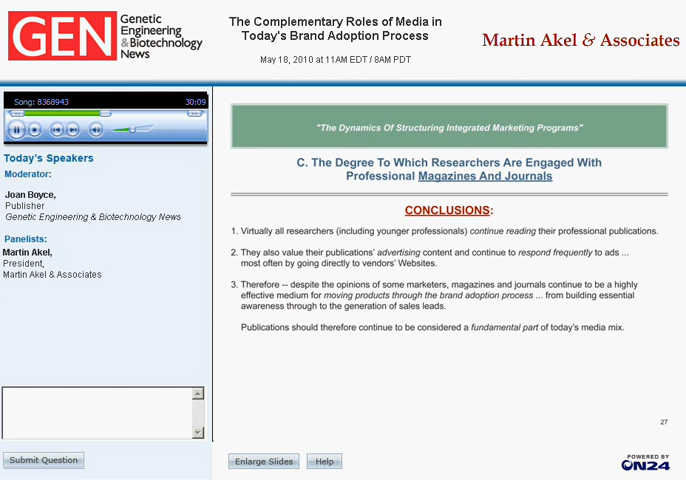 GEN
Genetic
Engineering
& Biotechnology
News
The Complementary Roles of Media in
Today's Brand Adoption Process
May 18, 2010 at 11AM EDT / 8AM PDT
Martin Akel & Associates
Song: 8368943 30:09
Today's Speakers
Moderator:
Joan Boyce,
Publisher
Genetic Engineering & Biotechnology News
Panelists:
Martin Akel,
President,
Martin Akel & Associates
Submit Question
"The Dynamics Of Structuring Integrated Marketing Programs"
C. The Degree To Which Researchers Are Engaged With
Professional Magazines And Journals
CONCLUSIONS:
1. Virtually all researchers (including younger professionals) continue reading their professional publications.
2. They also value their publications' advertising content and continue to respond frequently to ads ...
most often by going directly to vendors' Websites.
3. Therefore -- despite the opinions of some marketers, magazines and journals continue to be a highly
effective medium for moving products through the brand adoption process ... from building essential
awareness through to the generation of sales leads.
Publications should therefore continue to be considered a fundamental part of today's media mix.
27
Enlarge Slides
Help
POWERED BY
ON24